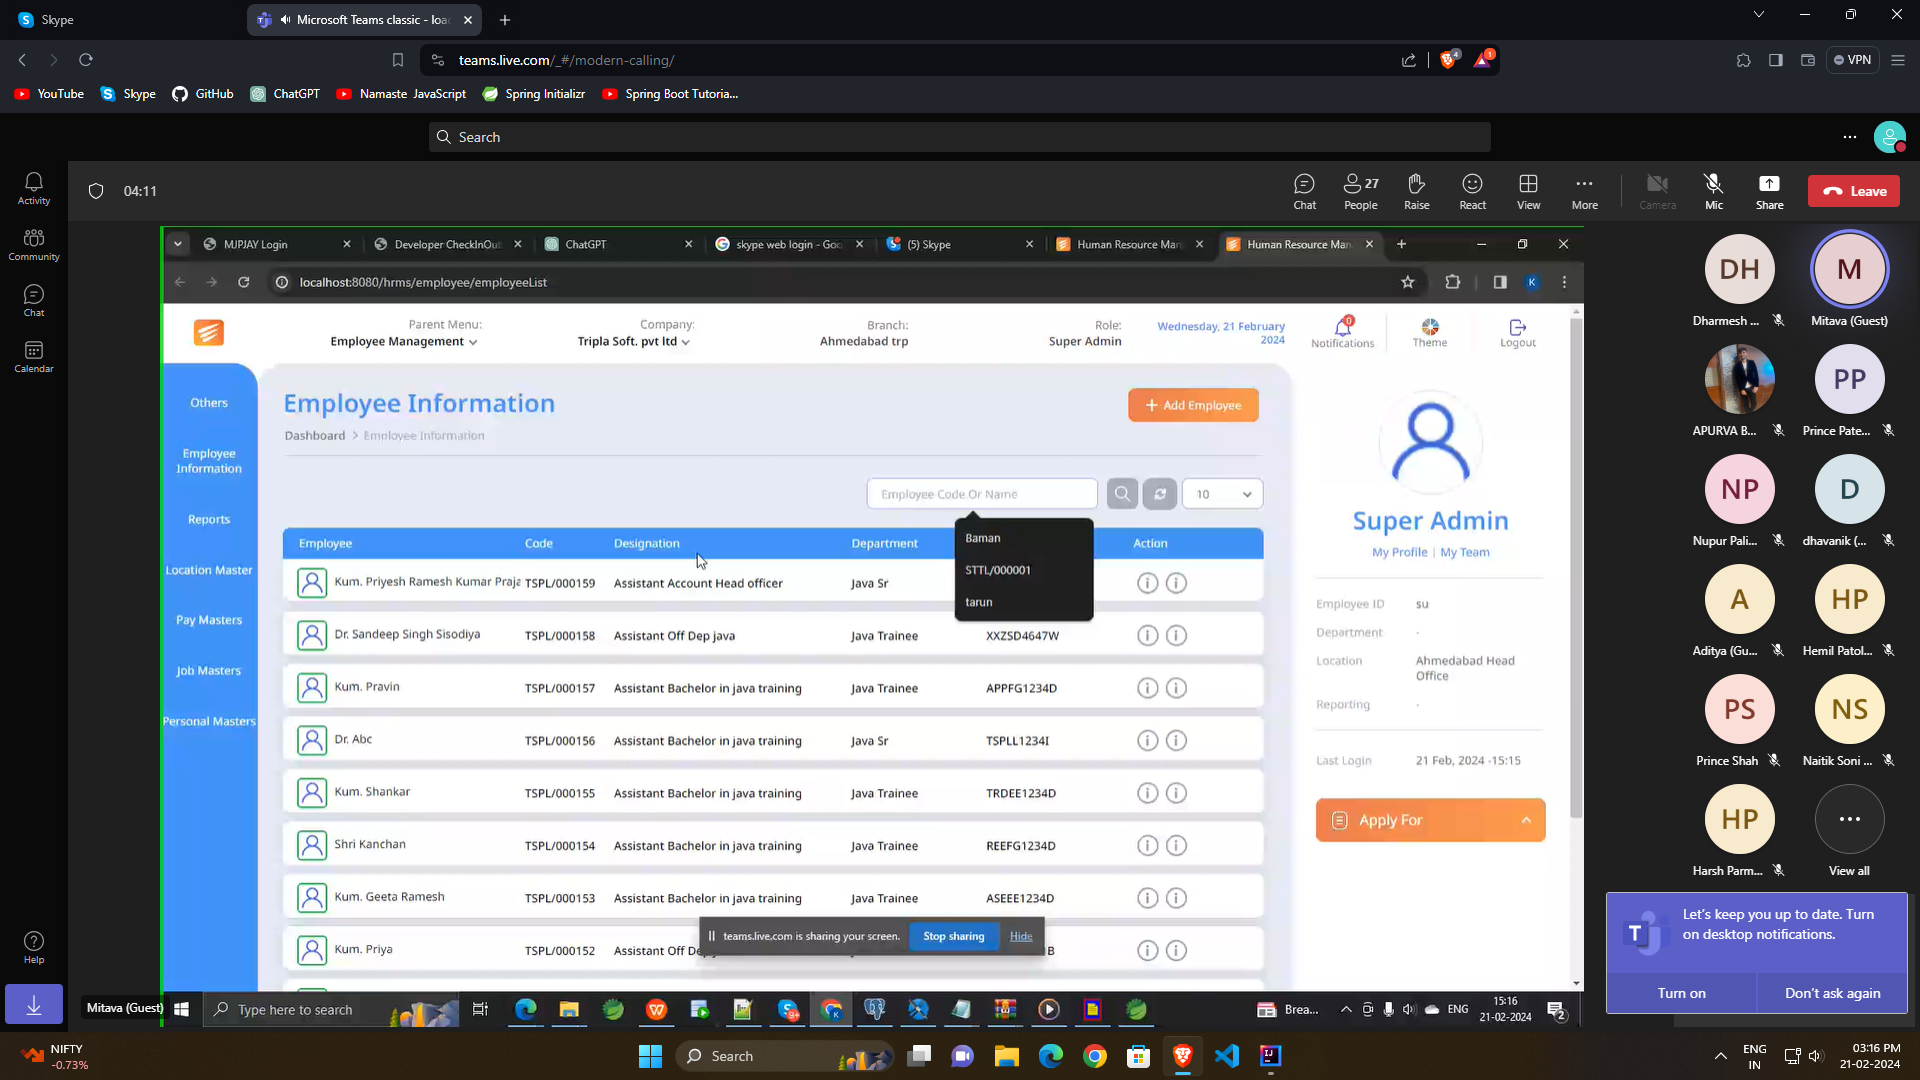 Skype
Microsoft Teams classic - loa
teams.live.com/_#/modern-calling/
4
1
VPN
YouTube
Skype
GitHub
ChatGPT
Namaste JavaScript
Spring Initializr
Spring Boot Tutoria...
Search
Activity
Community
Chat
Calendar
Help
04:11
Chat
27
People
Raise
React
View
More
Camera
Mic
Share
Leave
MJPJAY Login
Developer CheckInOut
ChatGPT
skype web login - Goo
(5) Skype
Human Resource Man
Human Resource Man
localhost:8080/hrms/employee/employeeList
K
Parent Menu:
Employee Management
Company:
Tripla Soft. pvt ltd
Branch:
Ahmedabad trp
Role:
Super Admin
Wednesday, 21 February
2024
0
Notifications
Theme
Logout
Others
Employee
Information
Reports
Location Master
Pay Masters
Job Masters
Personal Masters
Employee Information
+ Add Employee
Dashboard > Employee Information
Employee Code Or Name
10
Baman
STTL/000001
tarun
Employee Code Designation Department Action
Kum. Priyesh Ramesh Kumar Praja TSPL/000159 Assistant Account Head officer Java Sr
Dr. Sandeep Singh Sisodiya TSPL/000158 Assistant Off Dep java Java Trainee XXZSD4647W
Kum. Pravin TSPL/000157 Assistant Bachelor in java training Java Trainee APPFG1234D
Dr. Abc TSPL/000156 Assistant Bachelor in java training Java Sr TSPLL1234I
Kum. Shankar TSPL/000155 Assistant Bachelor in java training Java Trainee TRDEE1234D
Shri Kanchan TSPL/000154 Assistant Bachelor in java training Java Trainee REEFG1234D
Kum. Geeta Ramesh TSPL/000153 Assistant Bachelor in java training Java Trainee ASEEE1234D
Kum. Priya TSPL/000152 Assistant Off De B
teams.live.com is sharing your screen.
Stop sharing
Hide
Super Admin
My Profile | My Team
Employee ID su
Department -
Location Ahmedabad Head
Office
Reporting -
Last Login 21 Feb, 2024 -15:15
Apply For
Mitava (Guest)
Type here to search
Brea...
ENG
15:16
21-02-2024
2
DH
Dharmesh ...
M
Mitava (Guest)
APURVA B...
PP
Prince Pate...
NP
Nupur Pali...
D
dhavanik (...
A
Aditya (Gu...
HP
Hemil Patol...
PS
Prince Shah
NS
Naitik Soni ...
HP
Harsh Parm...
View all
T
Let's keep you up to date. Turn
on desktop notifications.
Turn on
Don't ask again
NIFTY
-0.73%
Search
ENG
IN
03:16 PM
21-02-2024